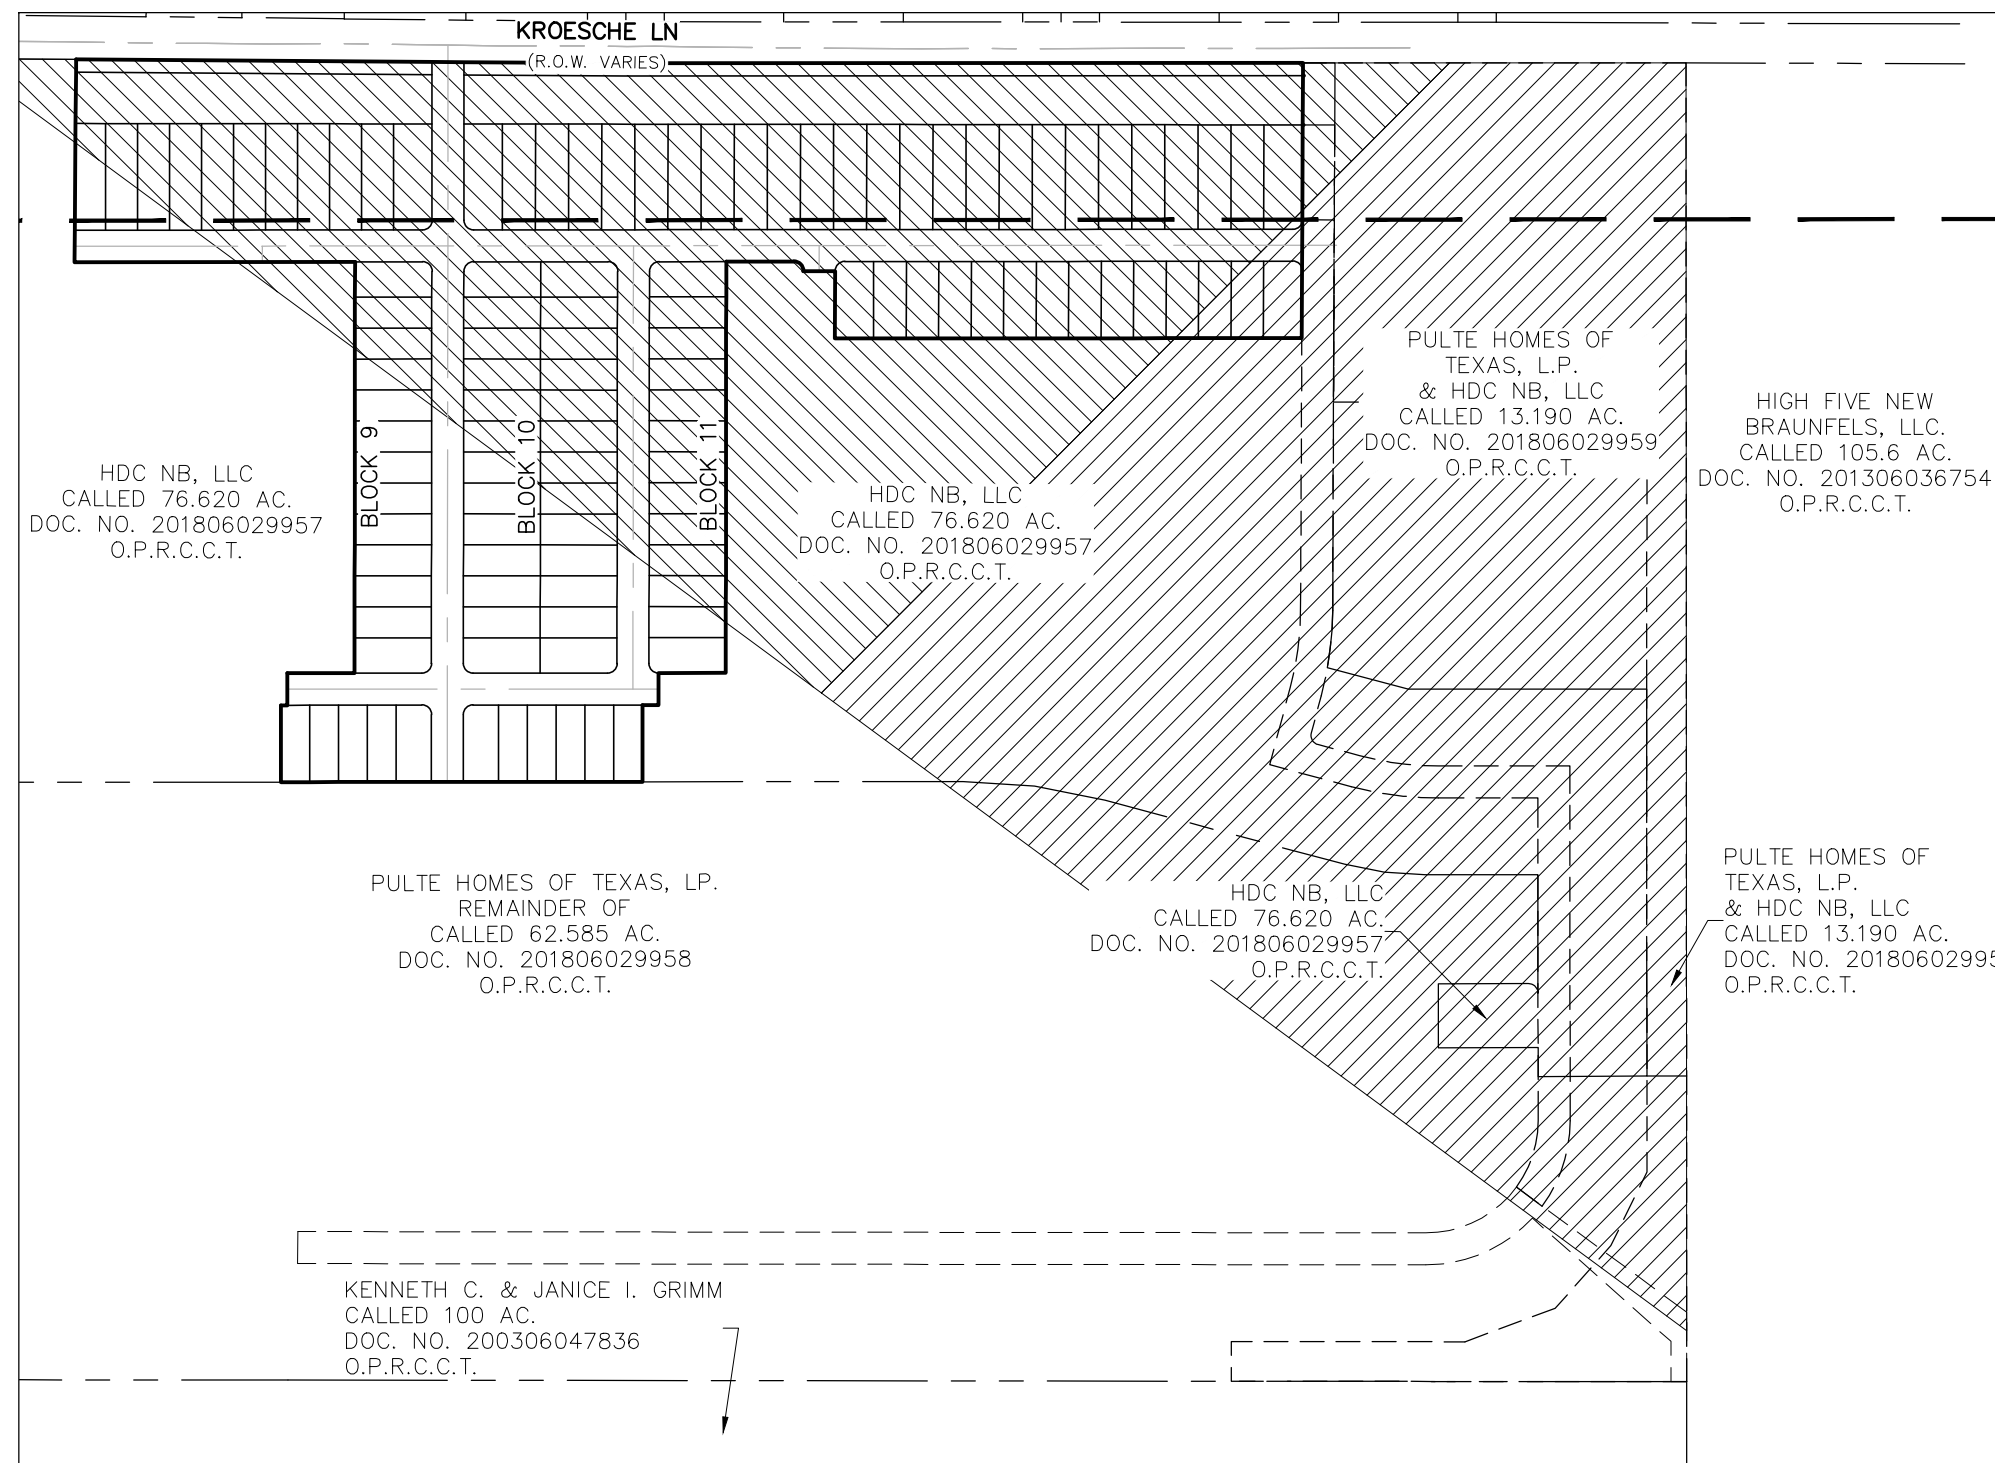 KROESCHE LN
(R.O.W. VARIES)
PULTE HOMES OF
TEXAS, L.P.
& HDC NB, LLC
CALLED 13.190 AC.
DOC. NO. 201806029959
O.P.R.C.C.T.
HIGH FIVE NEW
BRAUNFELS, LLC.
CALLED 105.6 AC.
DOC. NO. 201306036754
O.P.R.C.C.T.
HDC NB, LLC
CALLED 76.620 AC.
DOC. NO. 201806029957
O.P.R.C.C.T.
BLOCK 9
BLOCK 10
BLOCK 11
HDC NB, LLC
CALLED 76.620 AC.
DOC. NO. 201806029957
O.P.R.C.C.T.
PULTE HOMES OF TEXAS, LP.
REMAINDER OF
CALLED 62.585 AC.
DOC. NO. 201806029958
O.P.R.C.C.T.
HDC NB, LLC
CALLED 76.620 AC.
DOC. NO. 201806029957
O.P.R.C.C.T.
PULTE HOMES OF
TEXAS, L.P.
& HDC NB, LLC
CALLED 13.190 AC.
DOC. NO.
O.P.R.C.C.T.
KENNETH C. & JANICE I. GRIMM
CALLED 100 AC.
DOC. NO. 200306047836
O.P.R.C.C.T.